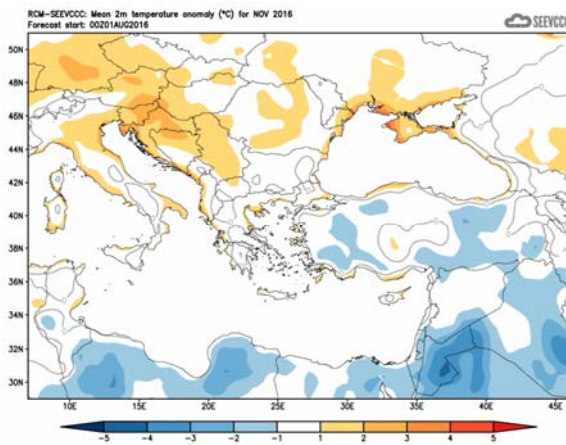 RCM-SEEVCCC: Mean 2m temperature anomaly (°C) for NOV 2016
Forecast start: 00Z01AUG2016
SEEVCCC
50N
48N
46N
44N
42N
40N
38N
36N
34N
32N
30N
10E 15E 20E 25E 30E 35E 40E 45E
-5 -4 -3 -2 -1 1 2 3 4 5